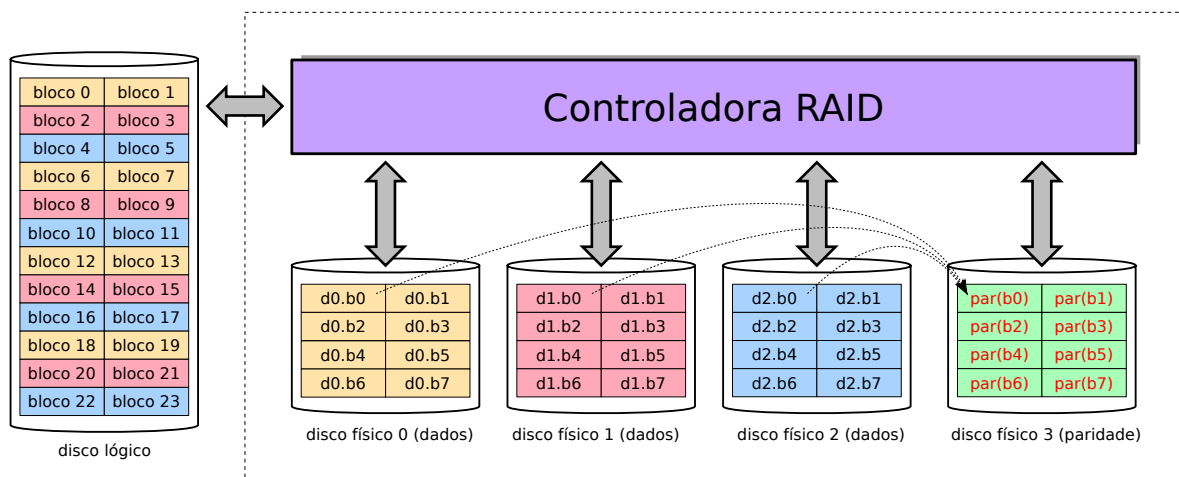 Controladora RAID
bloco 0 bloco 1
bloco 2 bloco 3
bloco 4 bloco 5
bloco 6 bloco 7
bloco 8 bloco 9
bloco 10 bloco 11
bloco 12 bloco 13
bloco 14 bloco 15
bloco 16 bloco 17
bloco 18 bloco 19
bloco 20 bloco 21
bloco 22 bloco 23
disco lógico
d0.b0 d0.b1
d0.b2 d0.b3
d0.b4 d0.b5
d0.b6 d0.b7
disco físico 0 (dados)
d1.b0 d1.b1
d1.b2 d1.b3
d1.b4 d1.b5
d1.b6 d1.b7
disco físico 1 (dados)
d2.b0 d2.b1
d2.b2 d2.b3
d2.b4 d2.b5
d2.b6 d2.b7
disco físico 2 (dados)
par(b0) par(b1)
par(b2) par(b3)
par(b4) par(b5)
par(b6) par(b7)
disco físico 3 (paridade)